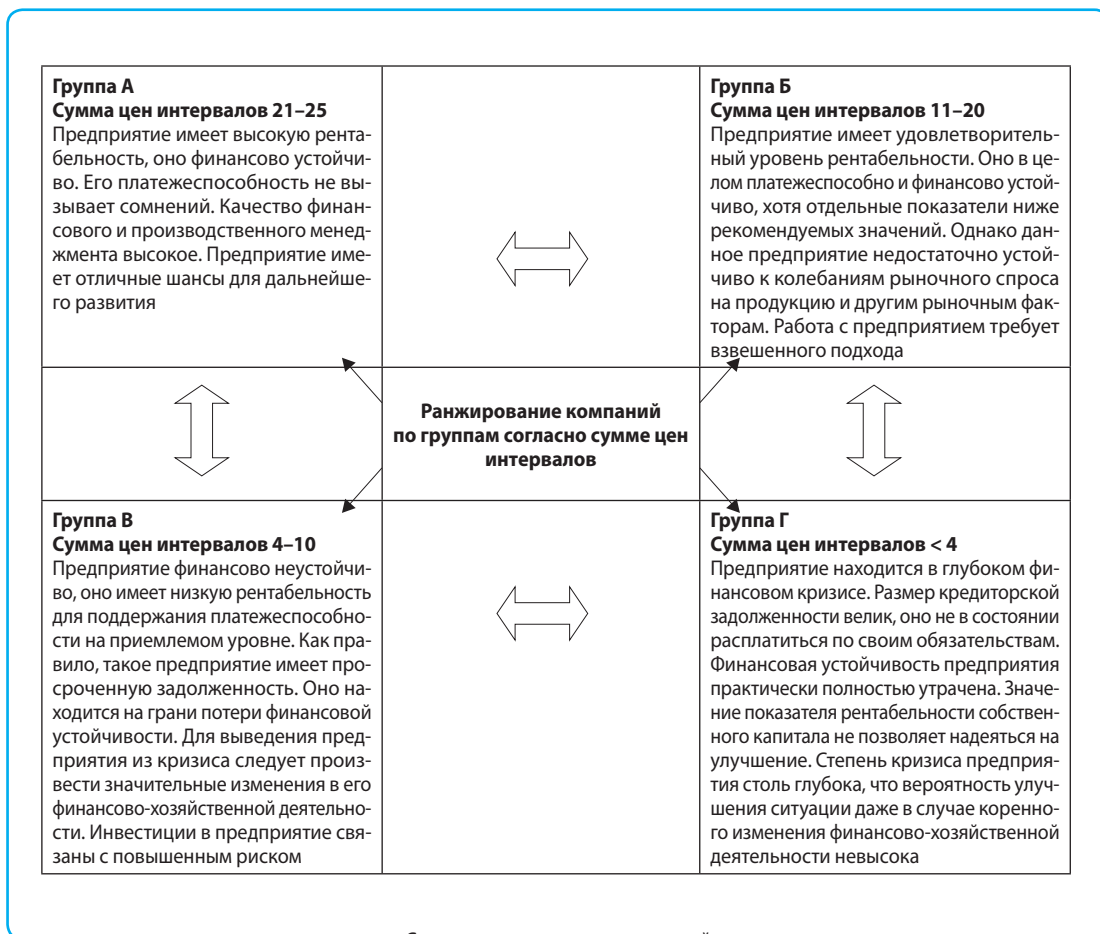 Группа А
Сумма цен интервалов 21–25
Предприятие имеет высокую рента-
бельность, оно финансово устойчи-
во. Его платежеспособность не вы-
зывает сомнений. Качество финан-
сового и производственного менед-
жмента высокое. Предприятие име-
ет отличные шансы для дальнейше-
го развития
Группа Б
Сумма цен интервалов 11–20
Предприятие имеет удовлетворитель-
ный уровень рентабельности. Оно в це-
лом платежеспособно и финансово устой-
чиво, хотя отдельные показатели ниже
рекомендуемых значений. Однако дан-
ное предприятие недостаточно устой-
чиво к колебаниям рыночного спроса
на продукцию и другим рыночным фак-
торам. Работа с предприятием требует
взвешенного подхода
Ранжирование компаний
по группам согласно сумме цен
интервалов
Группа В
Сумма цен интервалов 4–10
Предприятие финансово неустойчи-
во, оно имеет низкую рентабельность
для поддержания платежеспособно-
сти на приемлемом уровне. Как пра-
вило, такое предприятие имеет про-
сроченную задолженность. Оно на-
ходится на грани потери финансовой
устойчивости. Для выведения пред-
приятия из кризиса следует произ-
вести значительные изменения в его
финансово-хозяйственной деятельно-
сти. Инвестиции в предприятие свя-
заны с повышенным риском
Группа Г
Сумма цен интервалов < 4
Предприятие находится в глубоком фи-
нансовом кризисе. Размер кредиторской
задолженности велик, оно не в состоянии
расплатиться по своим обязательствам.
Финансовая устойчивость предприятия
практически полностью утрачена. Значе-
ние показателя рентабельности собствен-
ного капитала не позволяет надеяться на
улучшение. Степень кризиса предприя-
тия столь глубока, что вероятность улуч-
шения ситуации даже в случае коренно-
го изменения финансово-хозяйственной
деятельности невысока